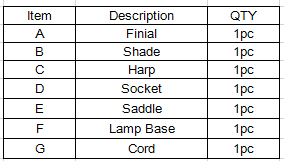 Item Description QTY
A Finial 1pc
B Shade 1pc
C Harp 1pc
D Socket 1pc
E Saddle 1pc
F Lamp Base 1pc
G Cord 1pc